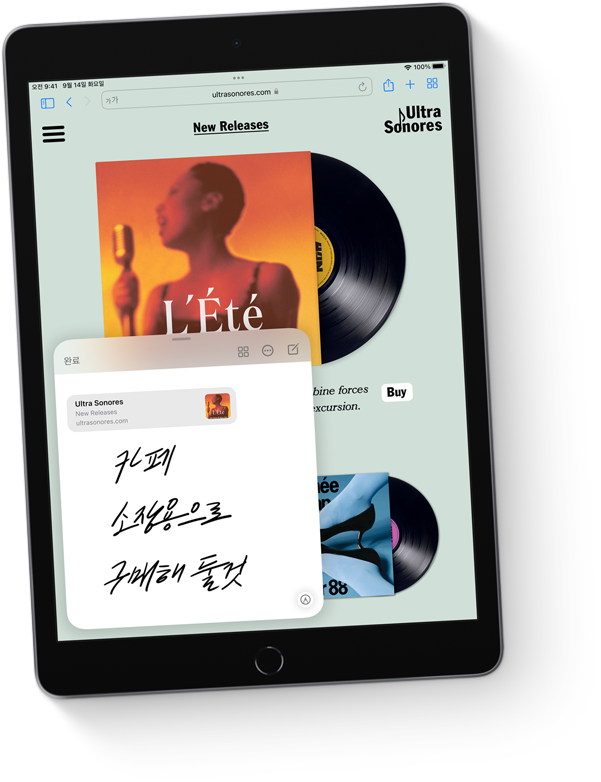 오전 9:41 9월 14일 화요일
100%
가가 ultrasonores.com
New Releases
Ultra
Sonores
L'Été
bine forces
excursion.
Buy
완료
Ultra Sonores
New Releases
ultrasonores.com
카페
소장용으로
구매해 둘것
née
r 88